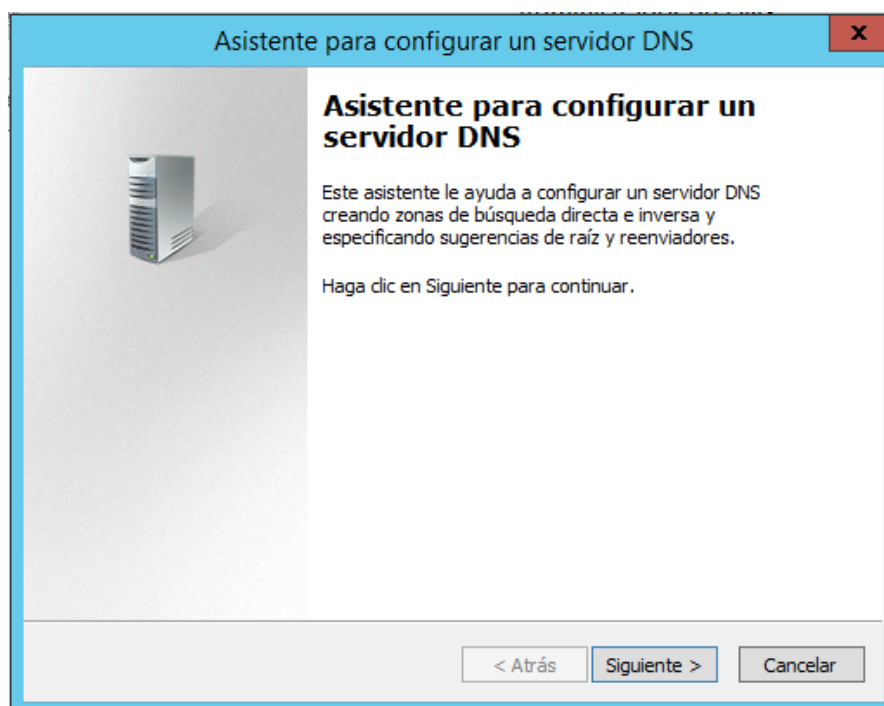 Asistente para configurar un servidor DNS
x
Asistente para configurar un
servidor DNS
Este asistente le ayuda a configurar un servidor DNS
creando zonas de búsqueda directa e inversa y
especificando sugerencias de raíz y reenviadores.
Haga clic en Siguiente para continuar.
< Atrás
Siguiente >
Cancelar